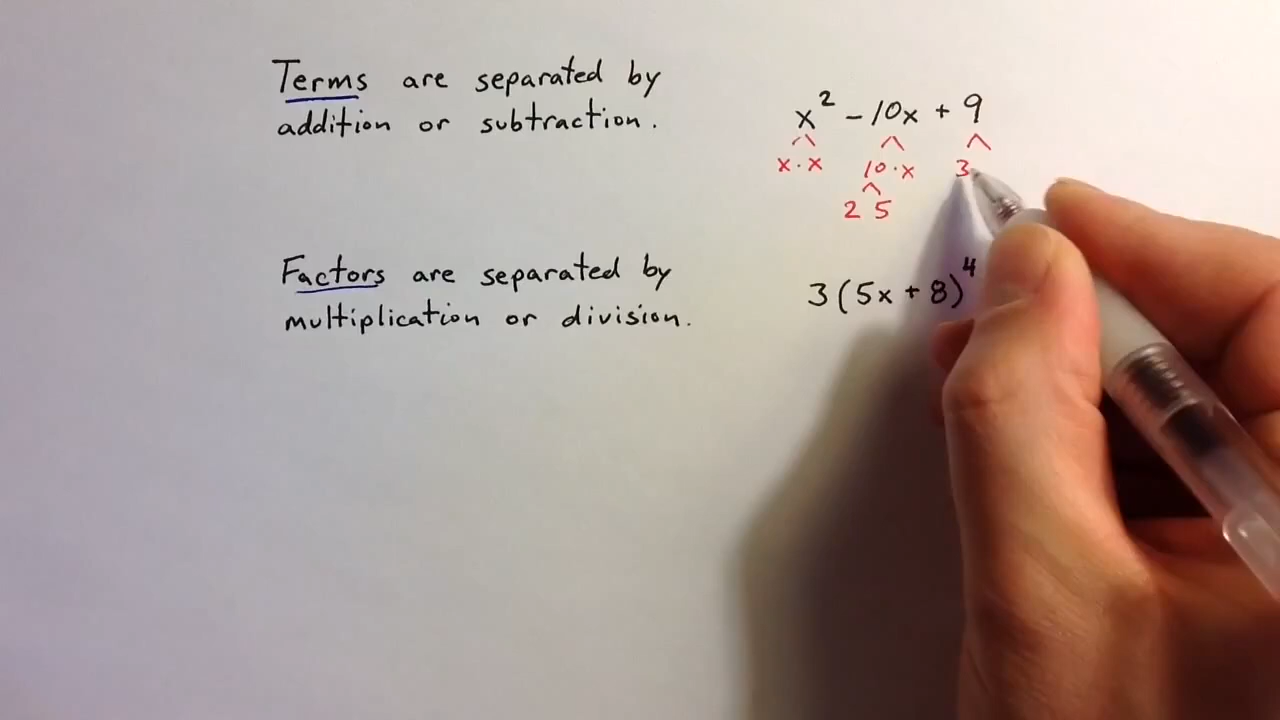 Terms are separated by
addition or subtraction.
x² - 10x + 9
x · x 10 · x 3
2 5
Factors are separated by
multiplication or division.
3(5x + 8)⁴